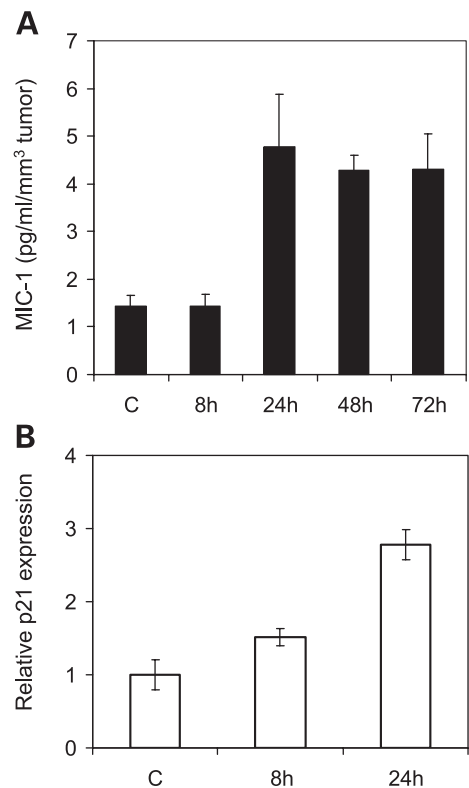 A
MIC-1 (pg/ml/mm³ tumor)
7
6
5
4
3
2
1
0
C 8h 24h 48h 72h
B
Relative p21 expression
4
3
2
1
0
C 8h 24h